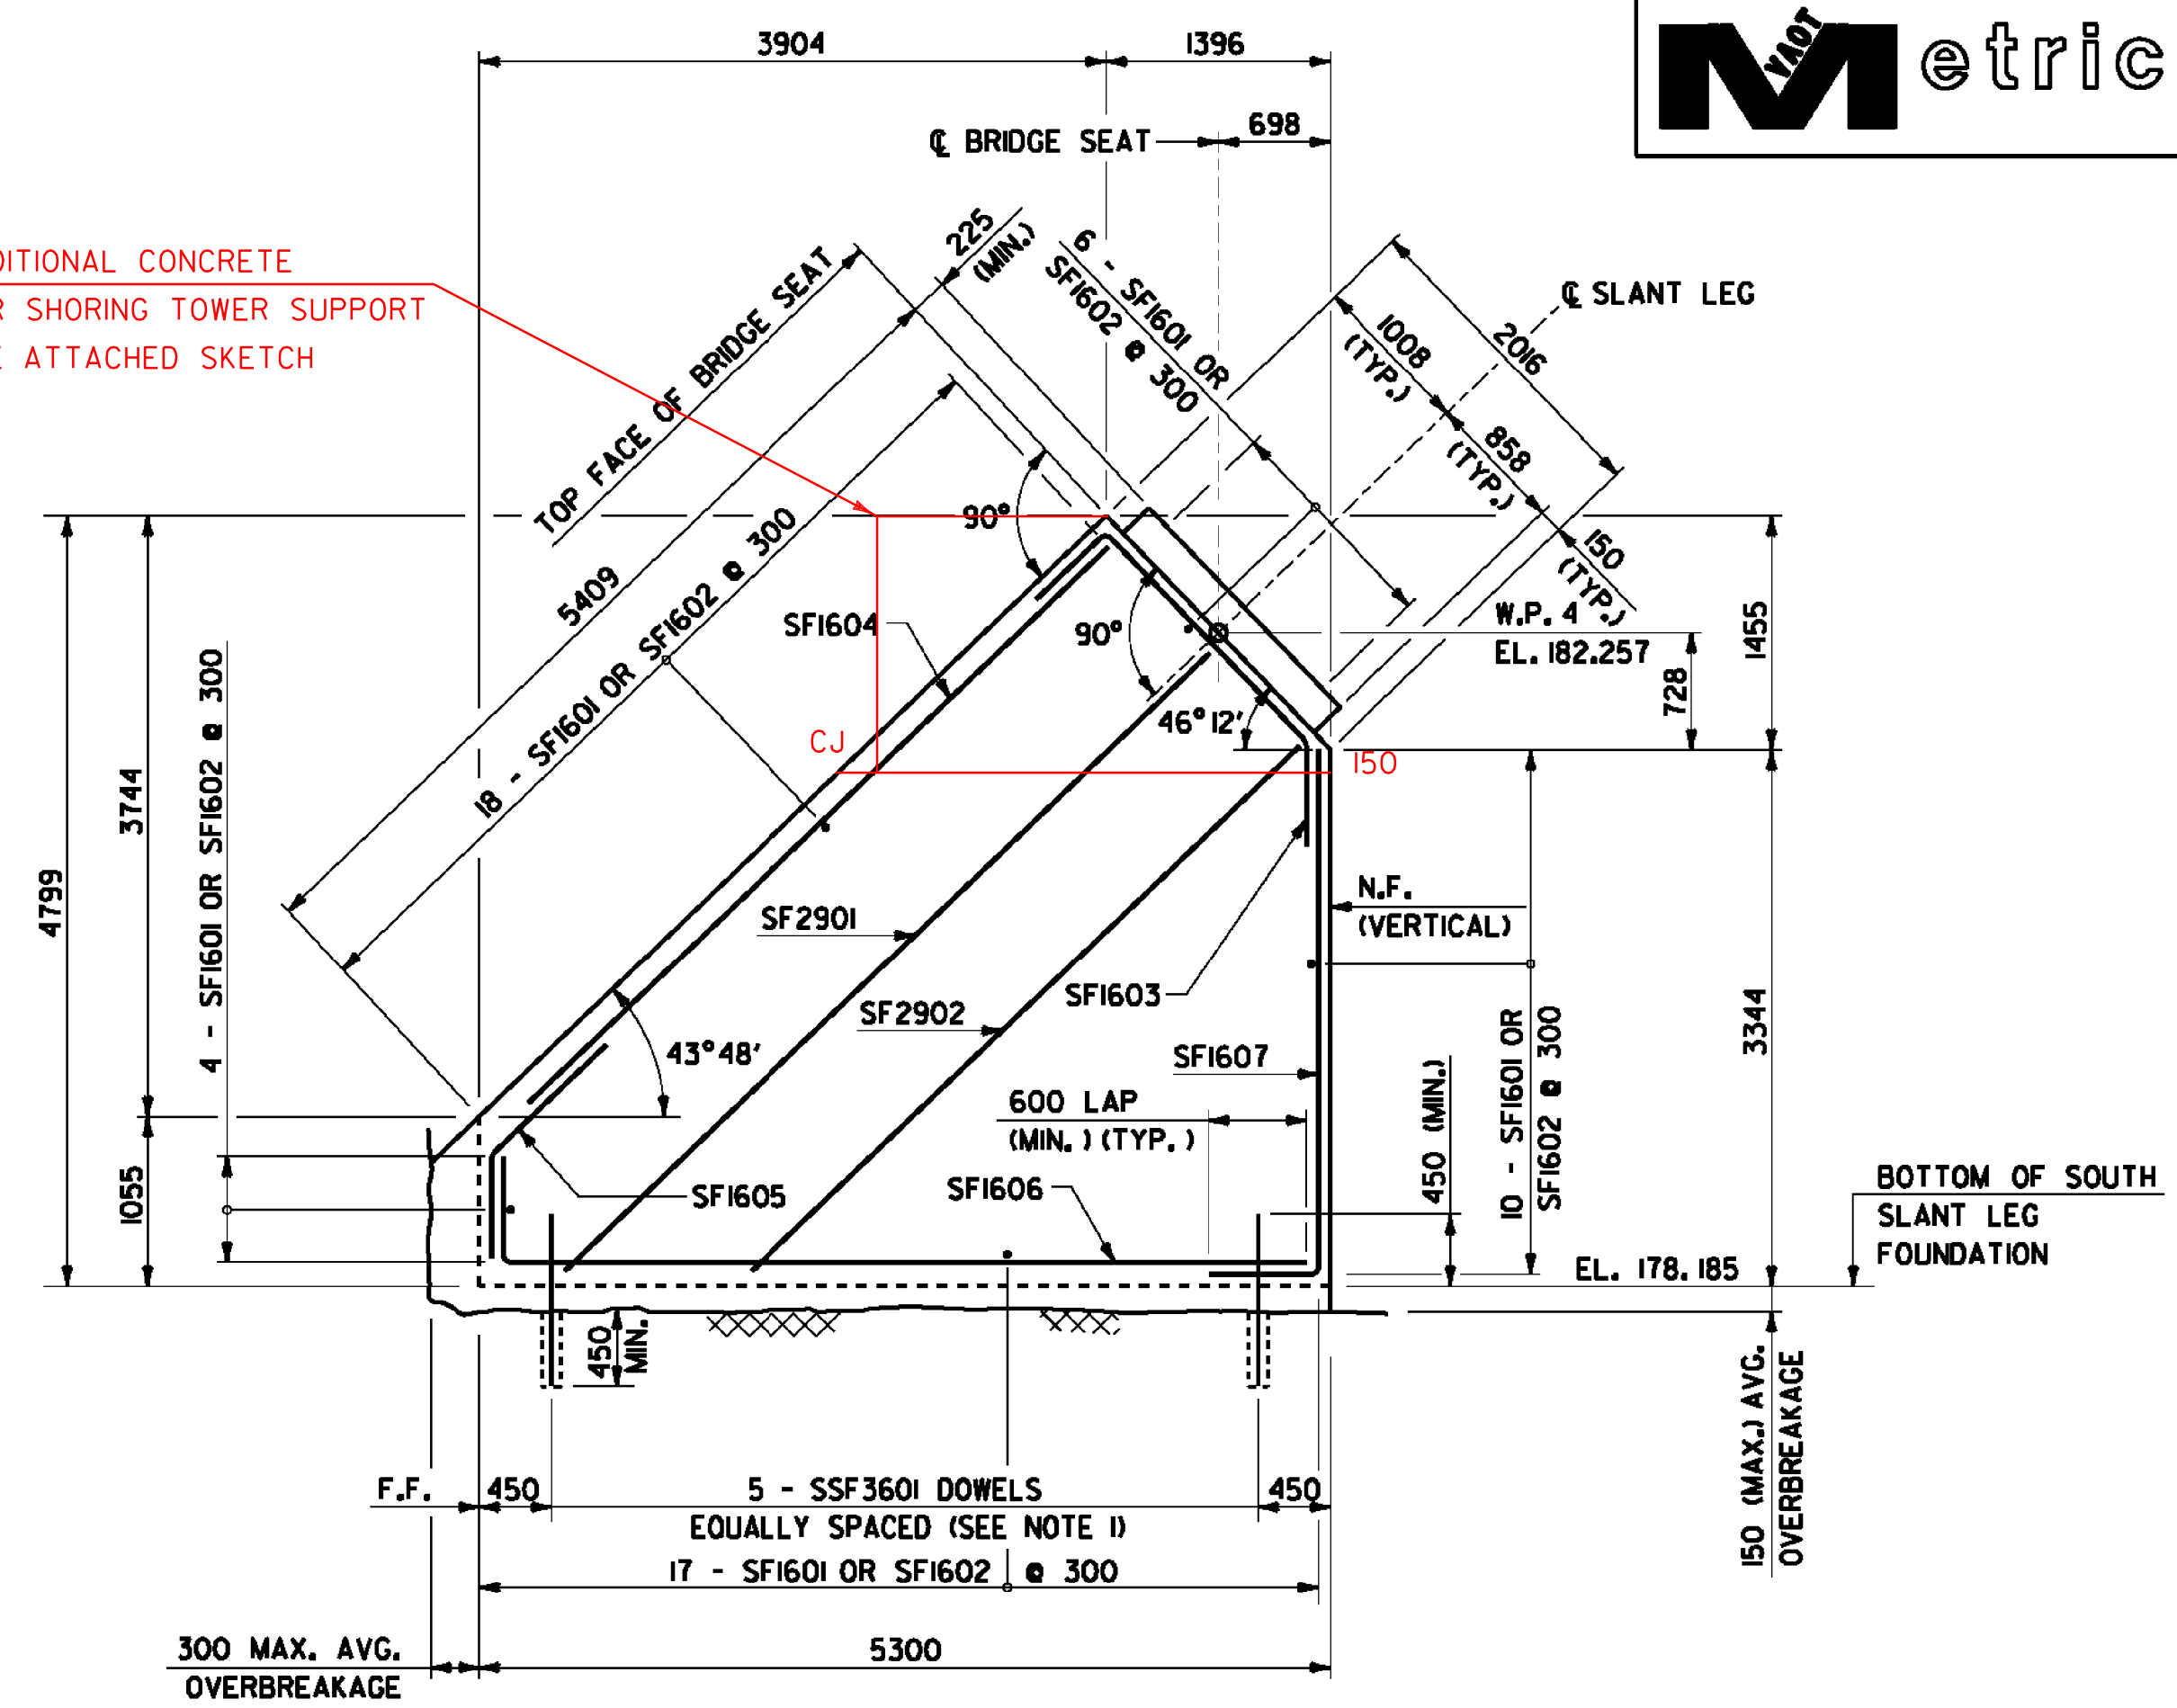 3904
1396
VAOT
Metric
℄ BRIDGE SEAT
698
DITIONAL CONCRETE
R SHORING TOWER SUPPORT
E ATTACHED SKETCH
TOP FACE OF BRIDGE SEAT
225
(MIN.)
6 - SF1601 OR
SF1602 @ 300
℄ SLANT LEG
1008
(TYP.)
2016
858
(TYP.)
150
(TYP.)
5409
18 - SF1601 OR SF1602 @ 300
90°
SF1604
90°
W.P. 4
EL. 182.257
1455
728
46° 12'
CJ
150
4799
3744
4 - SF1601 OR SF1602 @ 300
SF2901
N.F.
(VERTICAL)
SF1603
SF2902
43° 48'
SF1607
600 LAP
(MIN.) (TYP.)
450 (MIN.)
10 - SF1601 OR
SF1602 @ 300
3344
1055
SF1605
SF1606
BOTTOM OF SOUTH
SLANT LEG
FOUNDATION
EL. 178.185
450
MIN.
150 (MAX.) AVG.
OVERBREAKAGE
F.F.
450
5 - SSF3601 DOWELS
450
EQUALLY SPACED (SEE NOTE 1)
17 - SF1601 OR SF1602 @ 300
300 MAX. AVG.
OVERBREAKAGE
5300